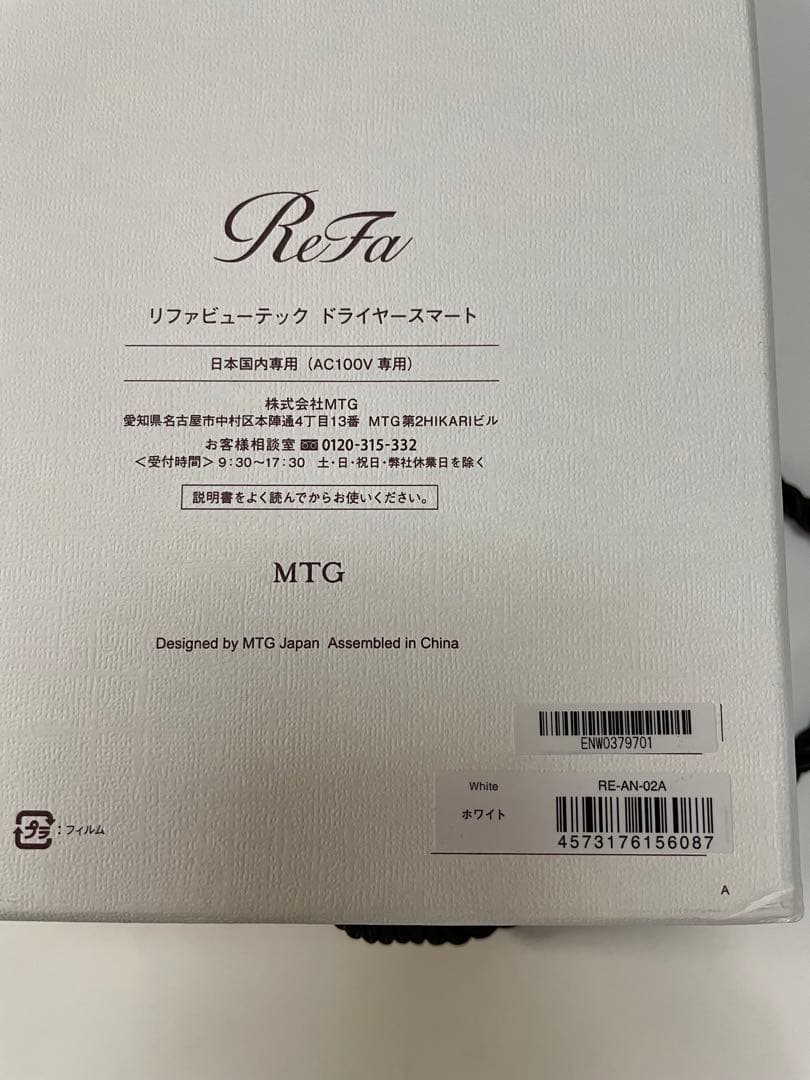 ReFa
リファビューテック ドライヤースマート
日本国内専用（AC100V 専用）
株式会社MTG
愛知県名古屋市中村区本陣通4丁目13番 MTG第2HIKARIビル
お客様相談室 0120-315-332
＜受付時間＞9：30〜17：30 土・日・祝日・弊社休業日を除く
説明書をよく読んでからお使いください。
MTG
Designed by MTG Japan Assembled in China
ENW0379701
White RE-AN-02A
ホワイト
4573176156087
プラ：フィルム
A